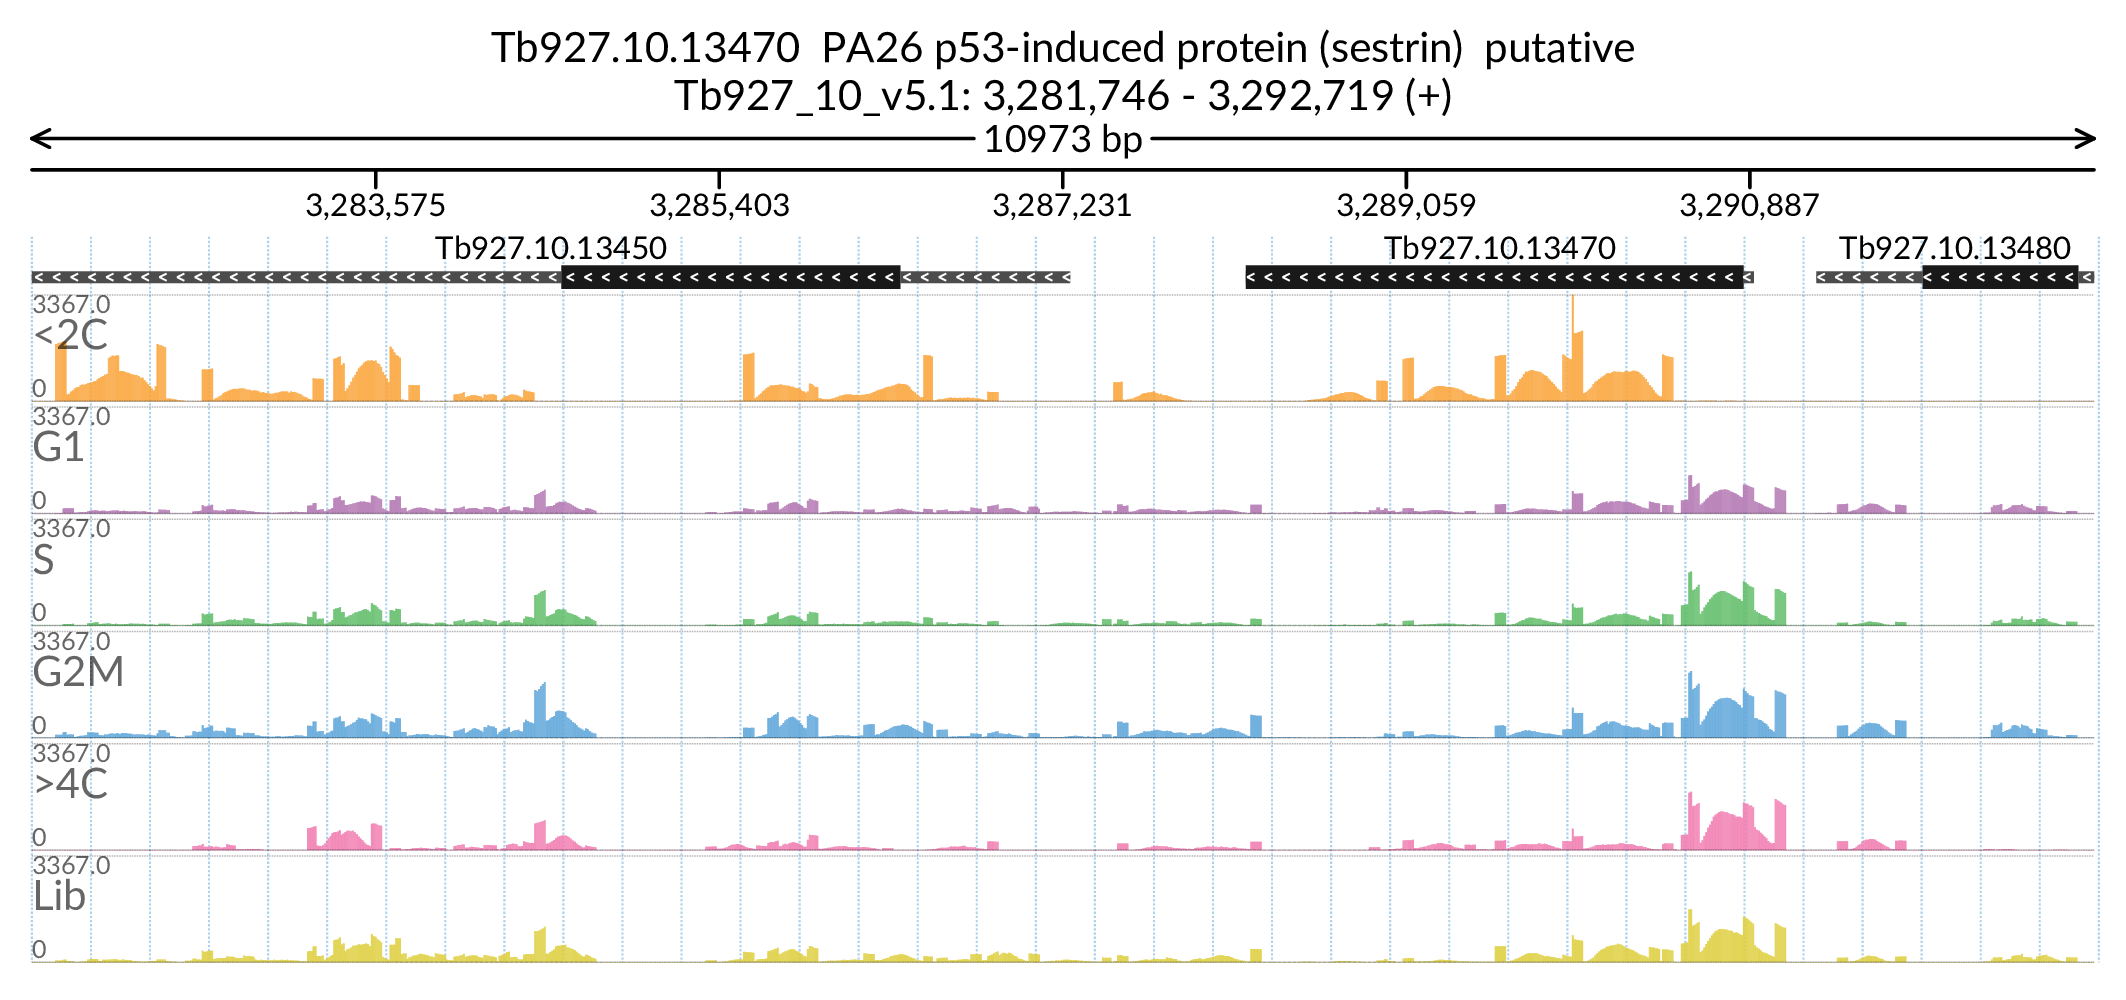 Tb927.10.13470  PA26 p53-induced protein (sestrin)  putative
Tb927_10_v5.1: 3,281,746 - 3,292,719 (+)
10973 bp
3,283,575 3,285,403 3,287,231 3,289,059 3,290,887
Tb927.10.13450 Tb927.10.13470 Tb927.10.13480
3367.0
<2C
0
3367.0
G1
0
3367.0
S
0
3367.0
G2M
0
3367.0
>4C
0
3367.0
Lib
0